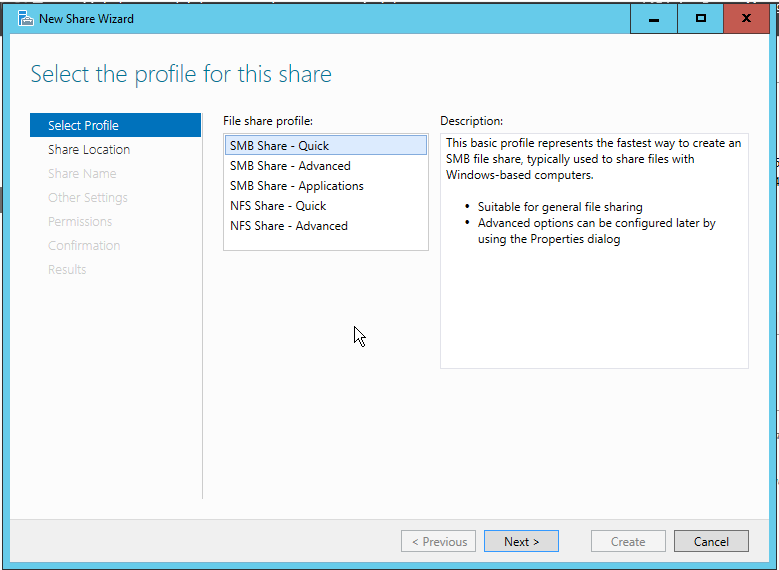 New Share Wizard
Select the profile for this share
Select Profile
Share Location
Share Name
Other Settings
Permissions
Confirmation
Results
File share profile:
SMB Share - Quick
SMB Share - Advanced
SMB Share - Applications
NFS Share - Quick
NFS Share - Advanced
Description:
This basic profile represents the fastest way to create an
SMB file share, typically used to share files with
Windows-based computers.
• Suitable for general file sharing
• Advanced options can be configured later by
using the Properties dialog
< Previous
Next >
Create
Cancel